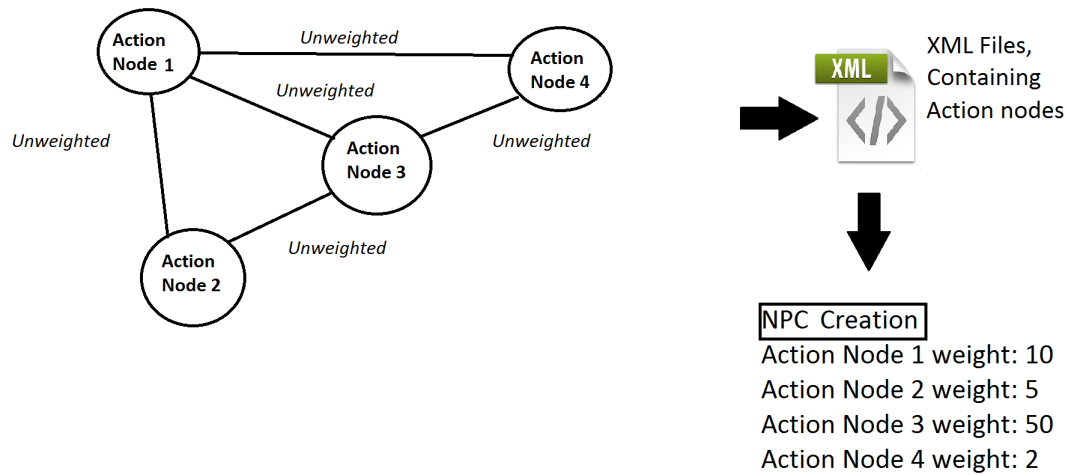 Action
Node 1
Unweighted
Action
Node 4
Unweighted
Unweighted
Action
Node 3
Unweighted
Unweighted
Action
Node 2
XML
XML Files,
Containing
Action nodes
</>
NPC Creation
Action Node 1 weight: 10
Action Node 2 weight: 5
Action Node 3 weight: 50
Action Node 4 weight: 2